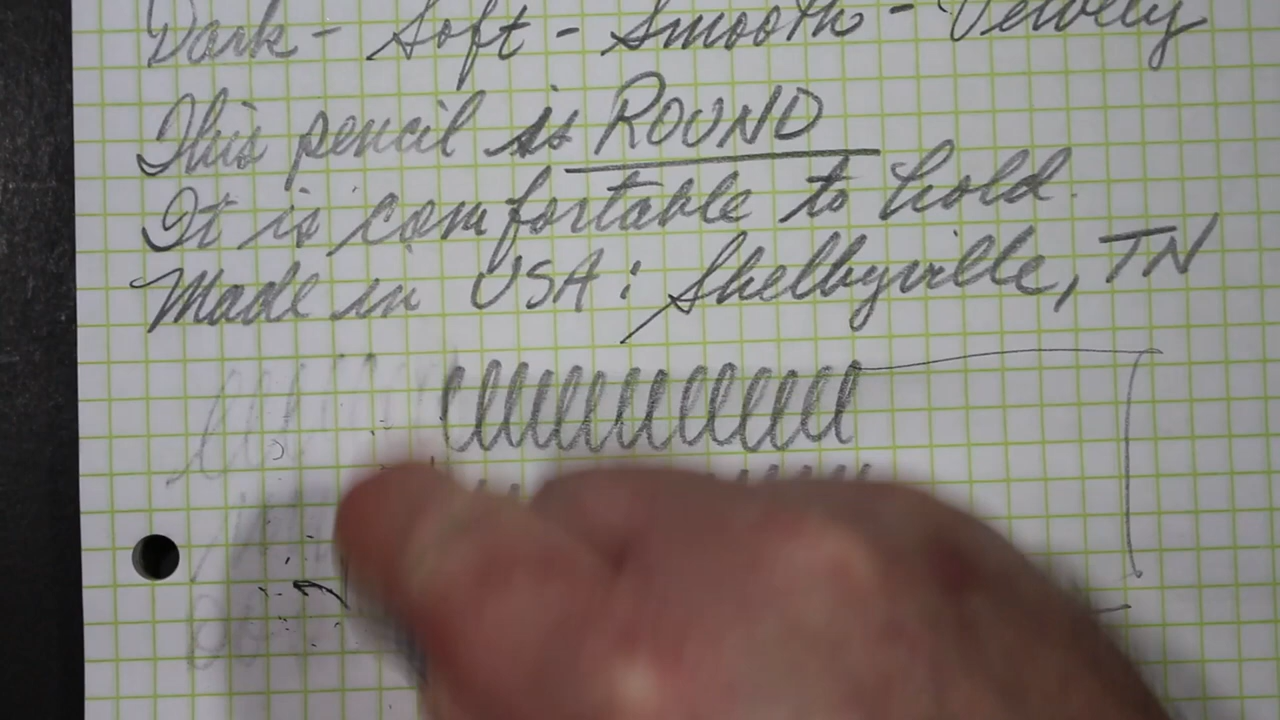 Dark - Soft - Smooth - Velvety
This pencil is ROUND
It is comfortable to hold.
Made in USA: Shelbyville, TN